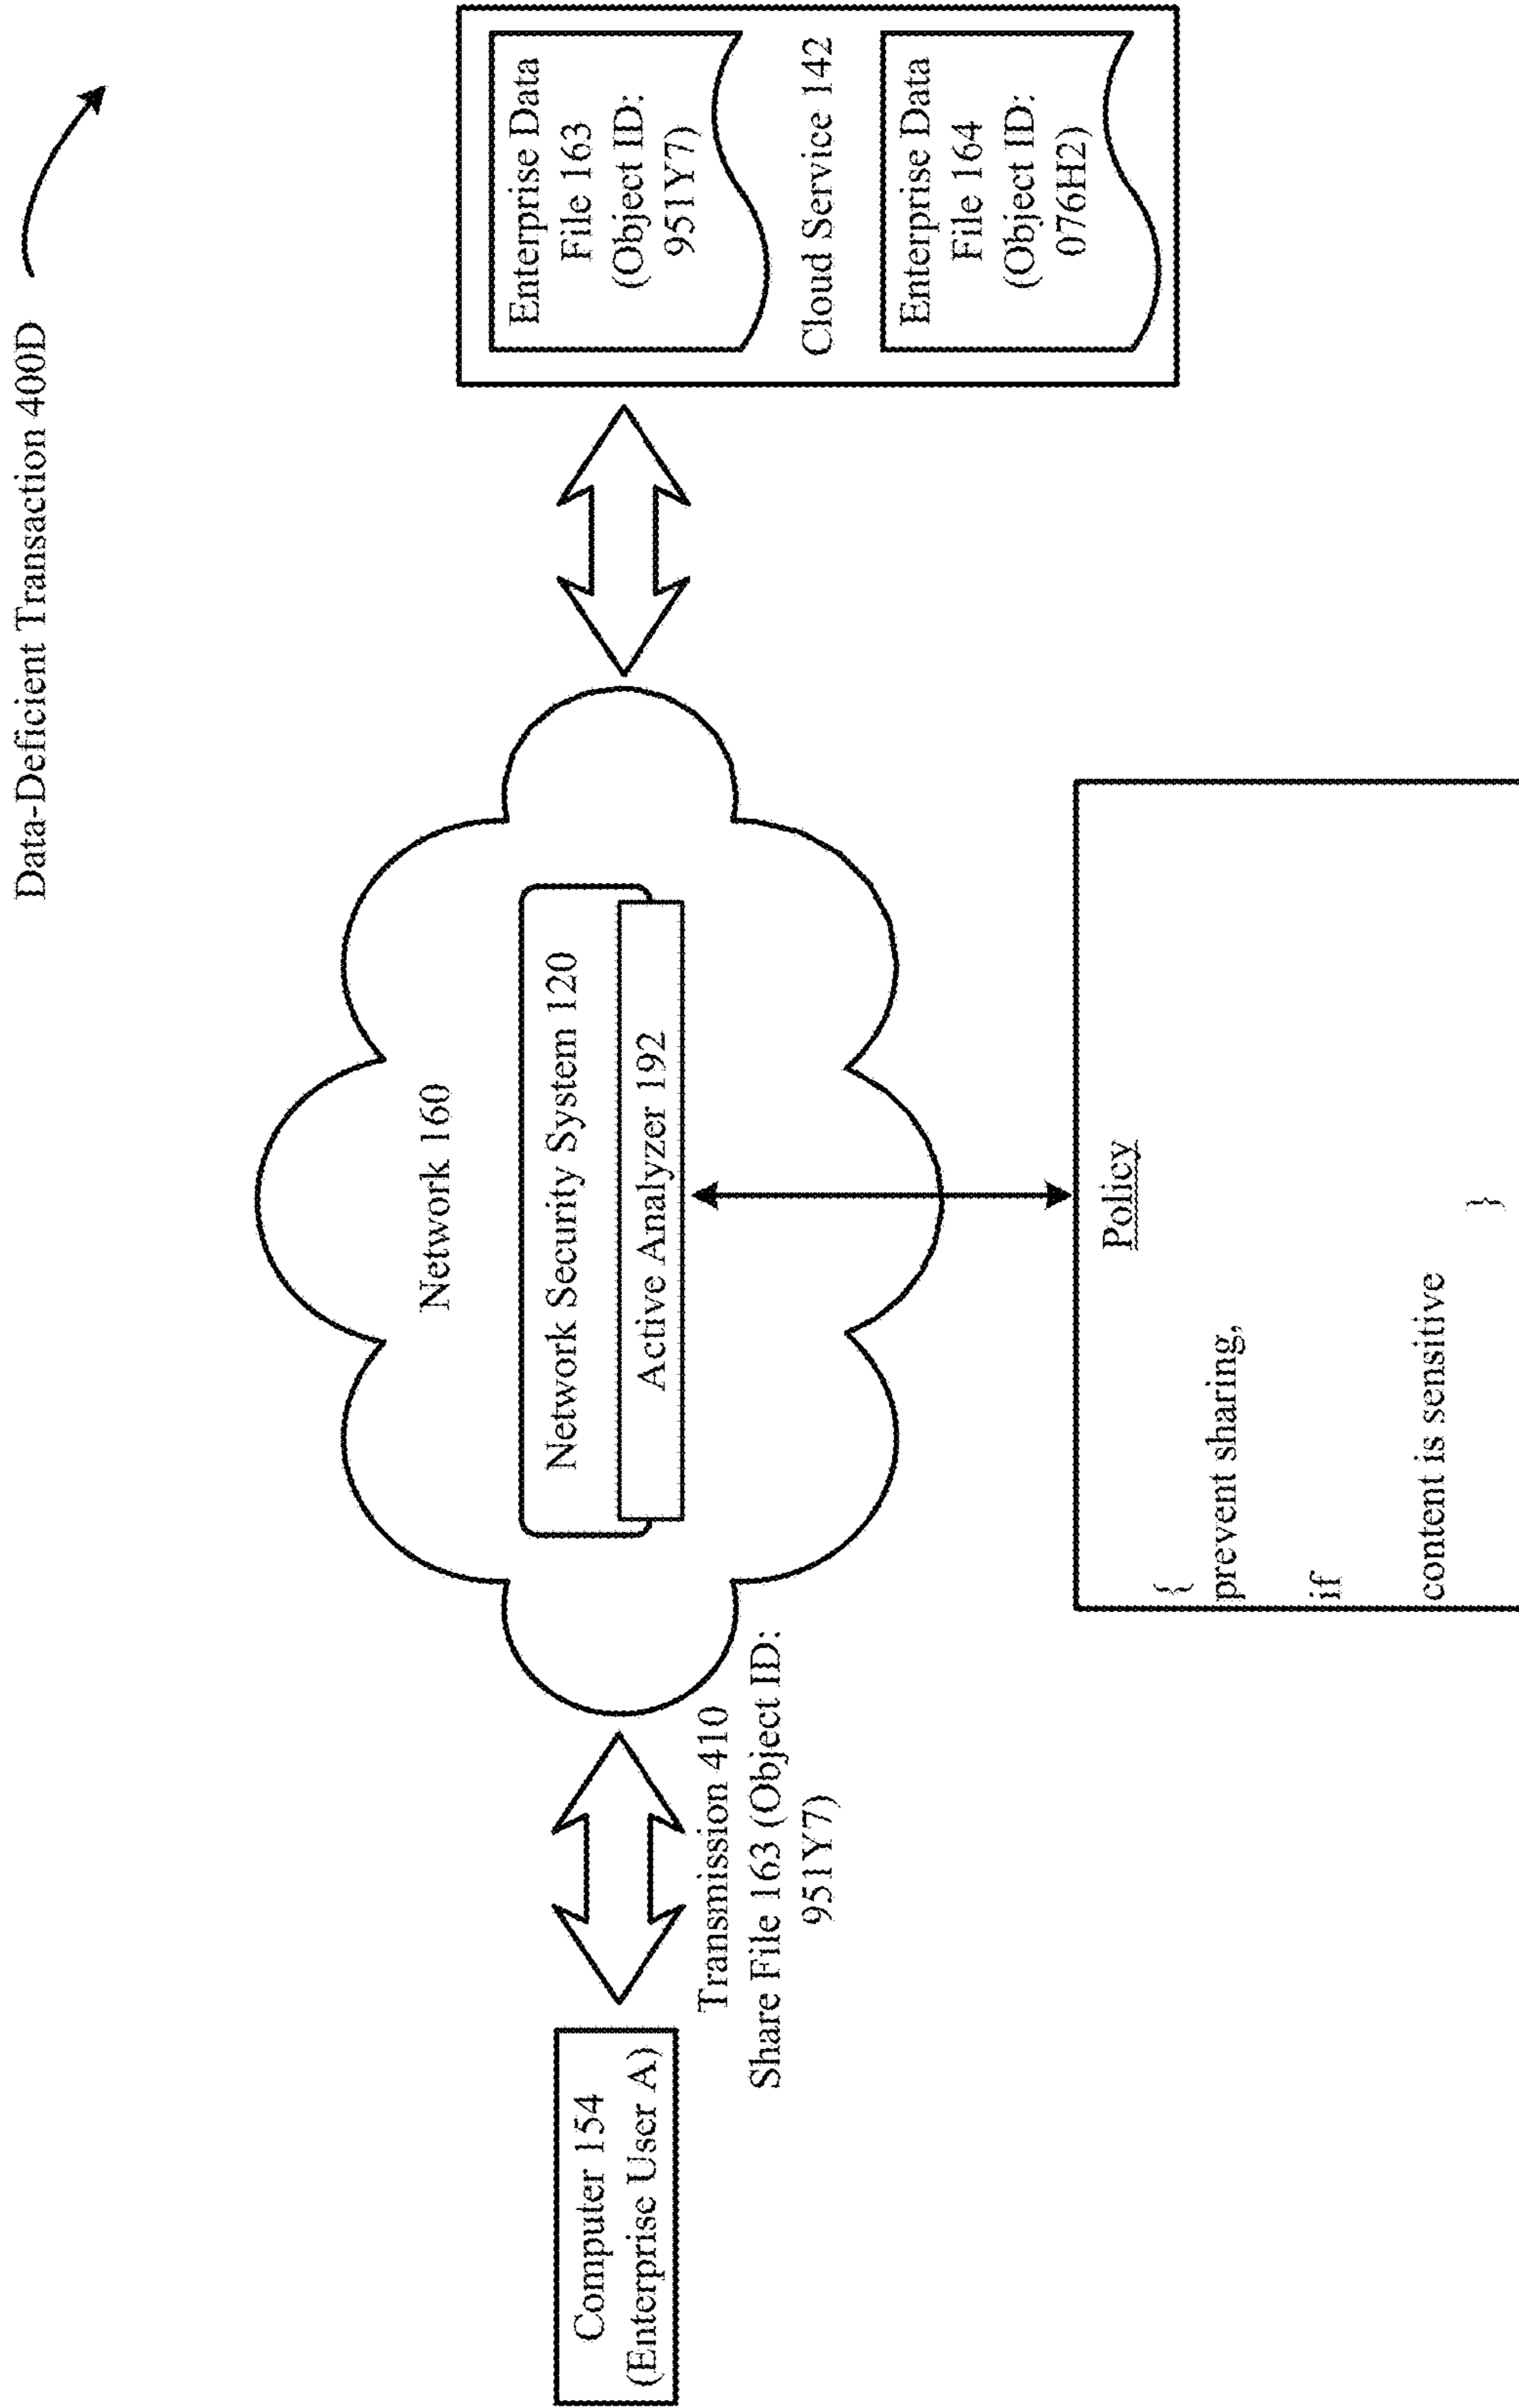 Data-Deficient Transaction 400D
Computer 154
(Enterprise User A)
Transmission 410
Share File 163 (Object ID:
951Y7)
Network 160
Network Security System 120
Active Analyzer 192
Enterprise Data
File 163
(Object ID:
951Y7)
Cloud Service 142
Enterprise Data
File 164
(Object ID:
076H2)
Policy
{
prevent sharing,
if
content is sensitive
}